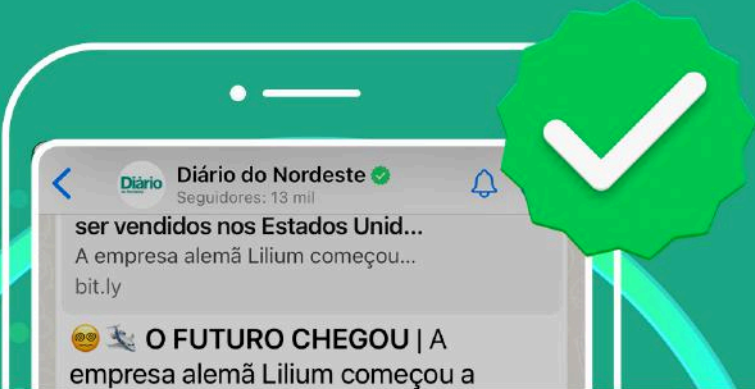 Diário
Diário do Nordeste
Seguidores: 13 mil
ser vendidos nos Estados Unid...
A empresa alemã Lilium começou...
bit.ly
O FUTURO CHEGOU | A
empresa alemã Lilium começou a